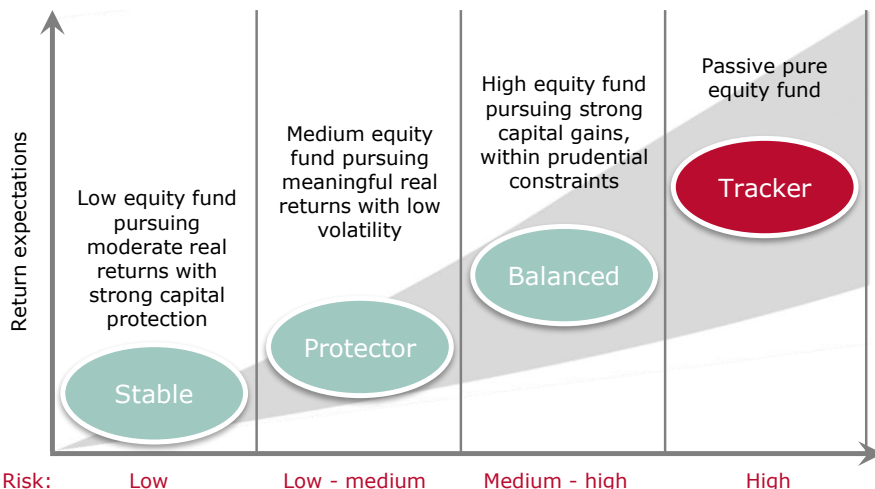 Return expectations
Low equity fund
pursuing
moderate real
returns with
strong capital
protection
Stable
Medium equity
fund pursuing
meaningful real
returns with low
volatility
Protector
High equity fund
pursuing strong
capital gains,
within prudential
constraints
Balanced
Passive pure
equity fund
Tracker
Risk: Low Low - medium Medium - high High